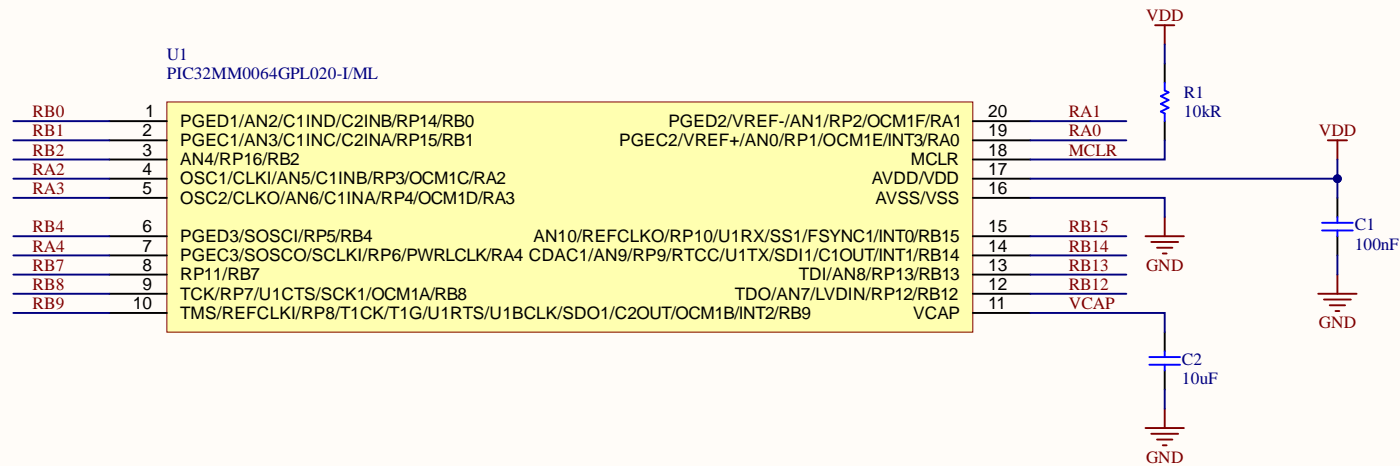 VDD
U1
PIC32MM0064GPL020-I/ML
R1
10kR
RB0 1 PGED1/AN2/C1IND/C2INB/RP14/RB0 PGED2/VREF-/AN1/RP2/OCM1F/RA1 20 RA1
RB1 2 PGEC1/AN3/C1INC/C2INA/RP15/RB1 PGEC2/VREF+/AN0/RP1/OCM1E/INT3/RA0 19 RA0
VDD
RB2 3 AN4/RP16/RB2 MCLR 18 MCLR
RA2 4 OSC1/CLKI/AN5/C1INB/RP3/OCM1C/RA2 AVDD/VDD 17
RA3 5 OSC2/CLKO/AN6/C1INA/RP4/OCM1D/RA3 AVSS/VSS 16
C1
100nF
RB4 6 PGED3/SOSCI/RP5/RB4 AN10/REFCLKO/RP10/U1RX/SS1/FSYNC1/INT0/RB15 15 RB15
RA4 7 PGEC3/SOSCO/SCLKI/RP6/PWRLCLK/RA4 CDAC1/AN9/RP9/RTCC/U1TX/SDI1/C1OUT/INT1/RB14 14 RB14
GND
RB7 8 RP11/RB7 TDI/AN8/RP13/RB13 13 RB13
RB8 9 TCK/RP7/U1CTS/SCK1/OCM1A/RB8 TDO/AN7/LVDIN/RP12/RB12 12 RB12
RB9 10 TMS/REFCLKI/RP8/T1CK/T1G/U1RTS/U1BCLK/SDO1/C2OUT/OCM1B/INT2/RB9 VCAP 11 VCAP
GND
C2
10uF
GND